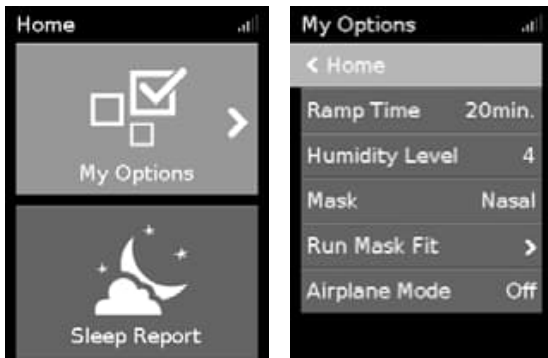 Home
My Options
Sleep Report
My Options
< Home
Ramp Time 20min.
Humidity Level 4
Mask Nasal
Run Mask Fit >
Airplane Mode Off